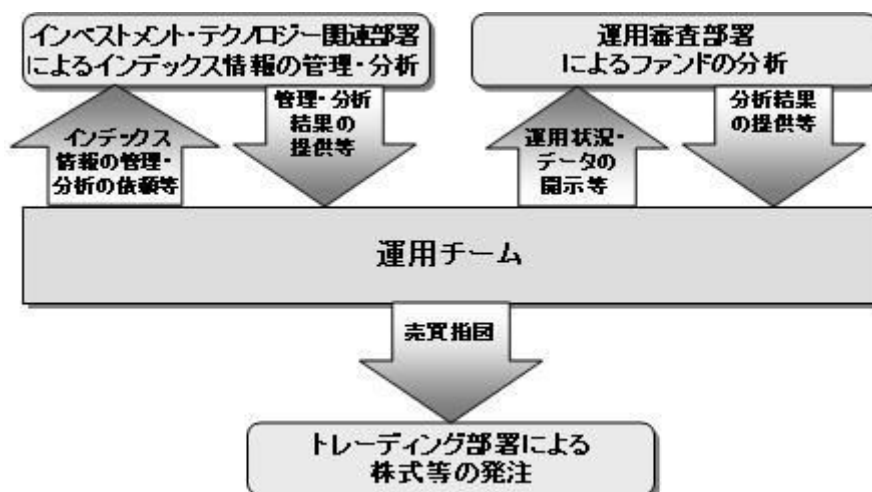 インベストメント・テクノロジー関連部署
によるインデックス情報の管理・分析
運用審査部署
によるファンドの分析
インデックス
情報の管理・
分析の依頼等
管理・分析
結果の
提供等
運用状況・
データの
開示等
分析結果
の提供等
運用チーム
売買指図
トレーディング部署による
株式等の発注